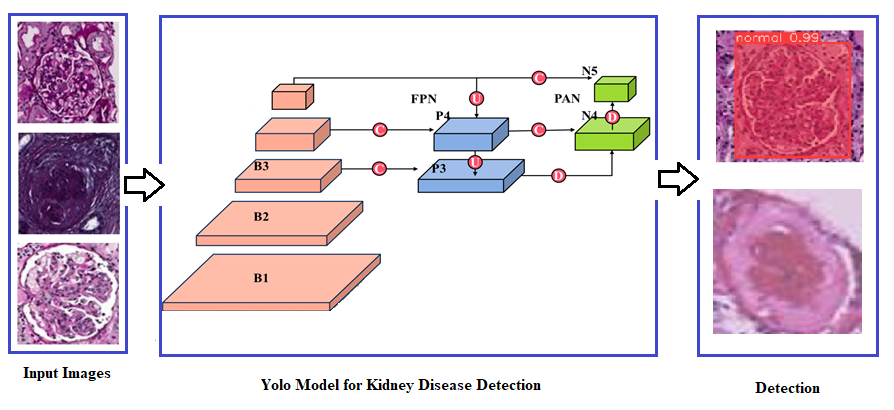 normal 0.99
N5
C
FPN
U
PAN
P4
N4
D
C
C
B3
C
P3
U
D
B2
B1
Input Images
Yolo Model for Kidney Disease Detection
Detection